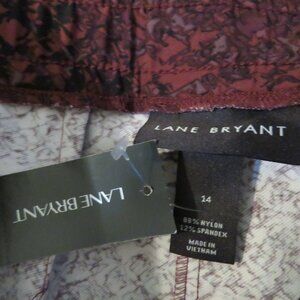 LANE BRYANT
14
88% NYLON
12% SPANDEX
MADE IN
VIETNAM
LANE BRYANT